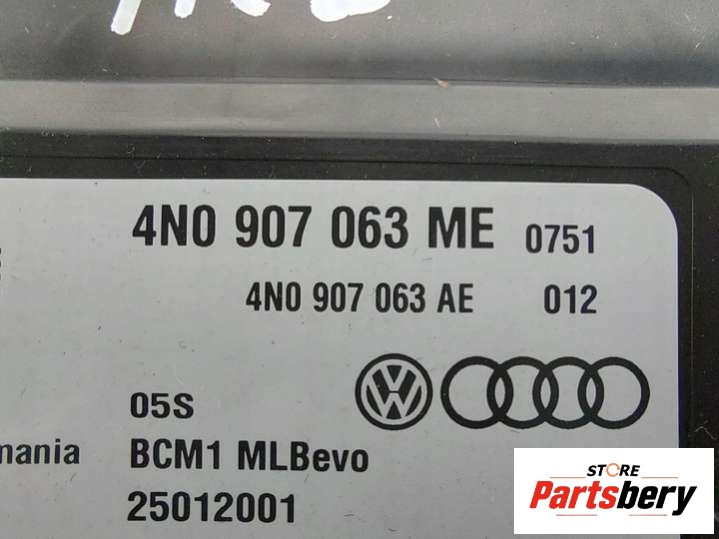 4N0 907 063 ME 0751
4N0 907 063 AE 012
05S
mania BCM1 MLBevo
25012001
STORE
Partsbery